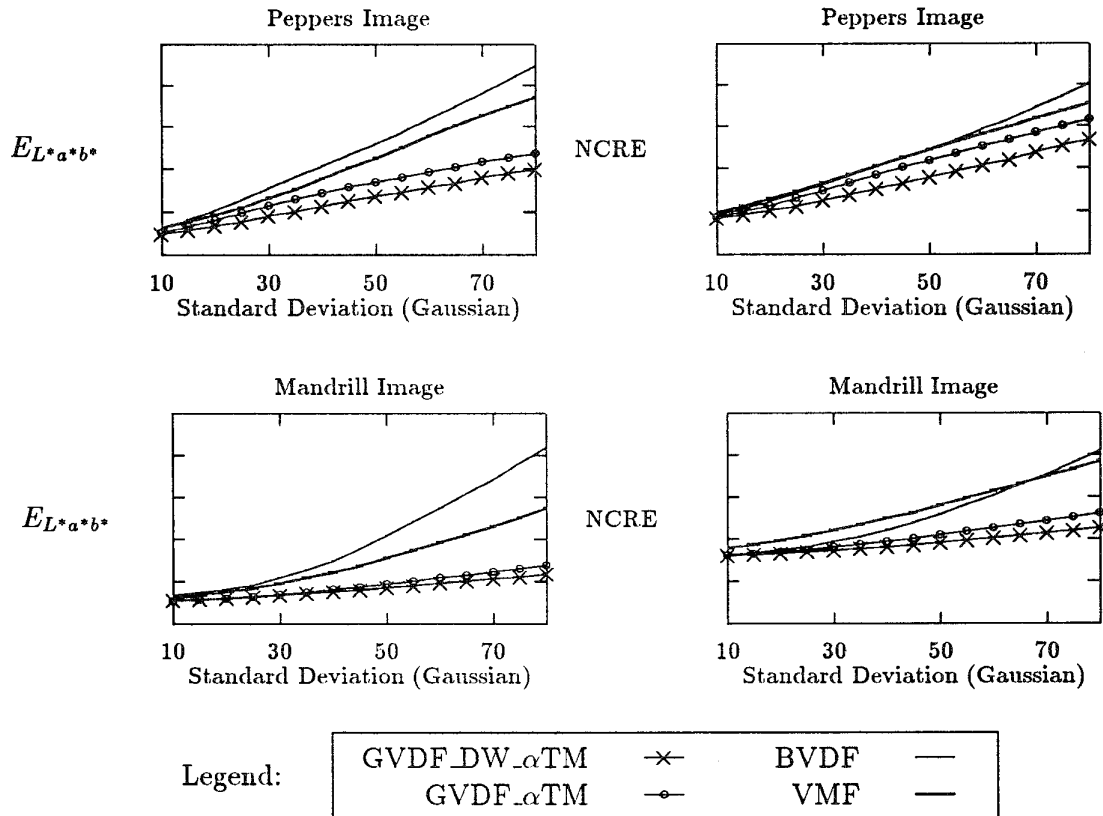 Peppers Image
Peppers Image
E_{L*a*b*}
NCRE
10 30 50 70
10 30 50 70
Standard Deviation (Gaussian)
Standard Deviation (Gaussian)
Mandrill Image
Mandrill Image
E_{L*a*b*}
NCRE
10 30 50 70
10 30 50 70
Standard Deviation (Gaussian)
Standard Deviation (Gaussian)
Legend:
GVDF_DW_αTM
BVDF
GVDF_αTM
VMF